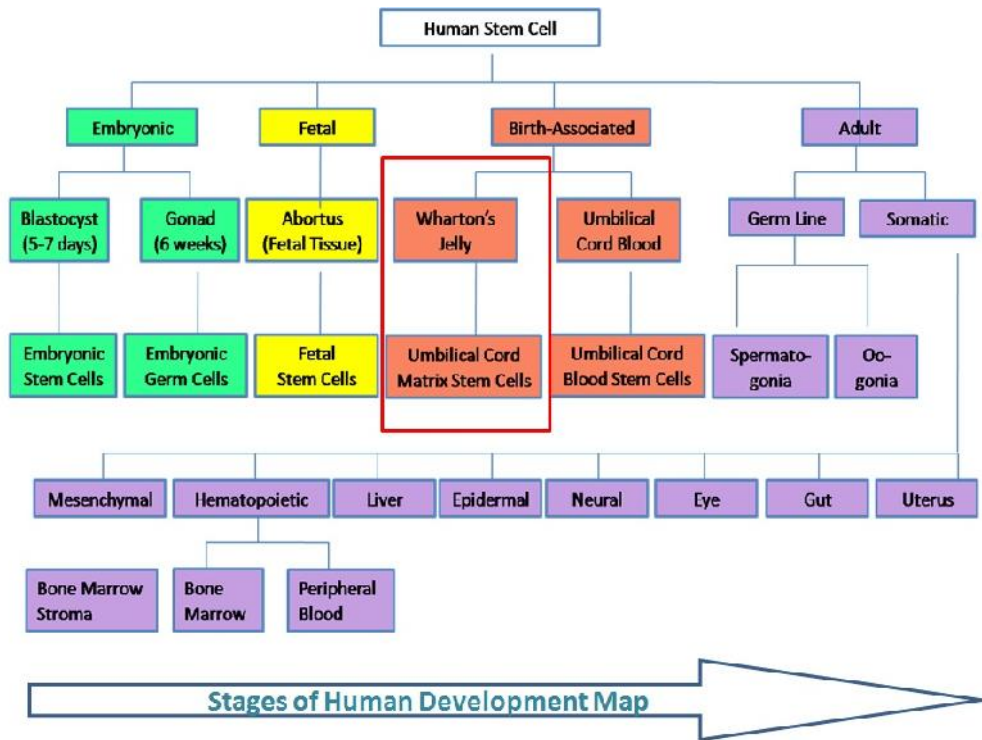 Human Stem Cell
Embryonic
Fetal
Birth-Associated
Adult
Blastocyst
(5-7 days)
Gonad
(6 weeks)
Abortus
(Fetal Tissue)
Wharton's
Jelly
Umbilical
Cord Blood
Germ Line
Somatic
Embryonic
Stem Cells
Embryonic
Germ Cells
Fetal
Stem Cells
Umbilical Cord
Matrix Stem Cells
Umbilical Cord
Blood Stem Cells
Spermato-
gonia
Oo-
gonia
Mesenchymal
Hematopoietic
Liver
Epidermal
Neural
Eye
Gut
Uterus
Bone Marrow
Stroma
Bone
Marrow
Peripheral
Blood
Stages of Human Development Map